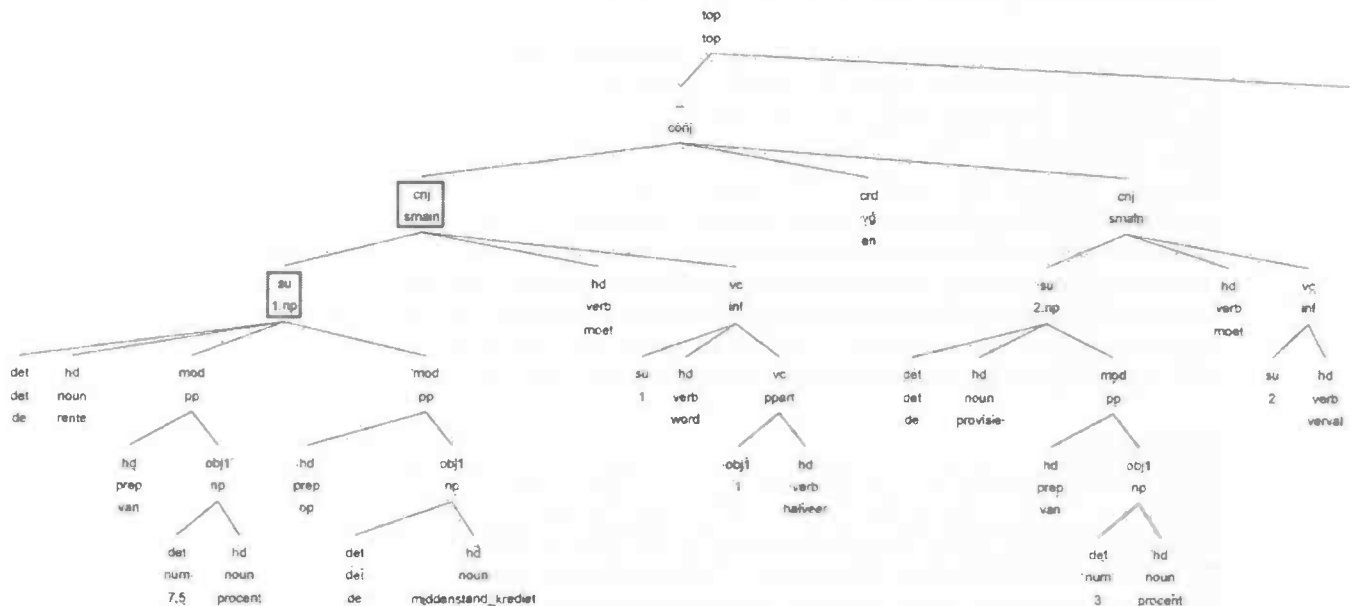 top
top
–
conj
cnj crd cnj
smain vg smain
en
su hd vc su hd vc
1:np verb inf 2:np verb inf
moet moet
det hd mod mod su hd vc det hd mod su hd
det noun pp pp 1 verb ppart det noun pp 2 verb
de rente word de provisie- verval
hd obj1 hd obj1 obj1 hd hd obj1
prep np prep np 1 verb prep np
van op halveer van
det hd det hd det hd
num noun det noun num noun
7,5 procent de middenstand_krediet 3 procent